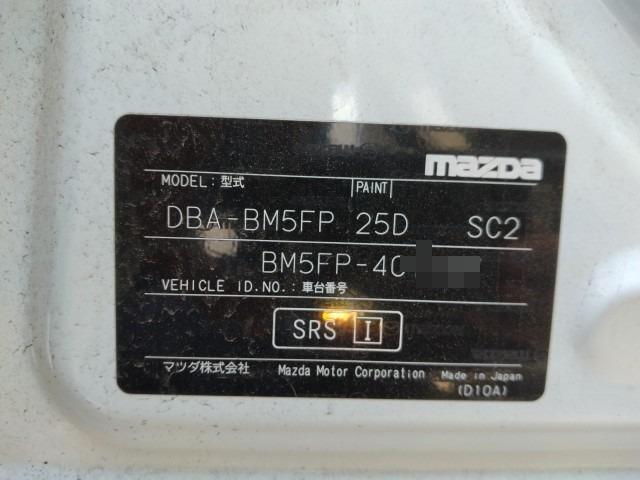 mazda
MODEL:型式 PAINT
DBA-BM5FP 25D SC2
BM5FP-4
VEHICLE ID.NO.:車台番号
SRS I
マツダ株式会社 Mazda Motor Corporation Made in Japan
(D10A)